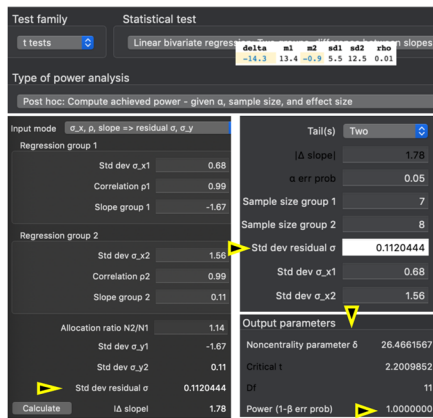 Test family
Statistical test
t tests
Linear bivariate regression: Two groups, difference between slopes
delta m1 m2 sd1 sd2 rho
-14.3 13.4 -0.9 5.5 12.5 0.01
Type of power analysis
Post hoc: Compute achieved power - given α, sample size, and effect size
Input mode σ_x, ρ, slope => residual σ, σ_y
Regression group 1
Std dev σ_x1 0.68
Correlation ρ1 0.99
Slope group 1 -1.67
Regression group 2
Std dev σ_x2 1.56
Correlation ρ2 0.99
Slope group 2 0.11
Allocation ratio N2/N1 1.14
Std dev σ_y1 -1.67
Std dev σ_y2 0.11
Std dev residual σ 0.1120444
Calculate |Δ slope| 1.78
Tail(s) Two
|Δ slope| 1.78
α err prob 0.05
Sample size group 1 7
Sample size group 2 8
Std dev residual σ 0.1120444
Std dev σ_x1 0.68
Std dev σ_x2 1.56
Output parameters
Noncentrality parameter δ 26.4661567
Critical t 2.2009852
Df 11
Power (1-β err prob) 1.0000000